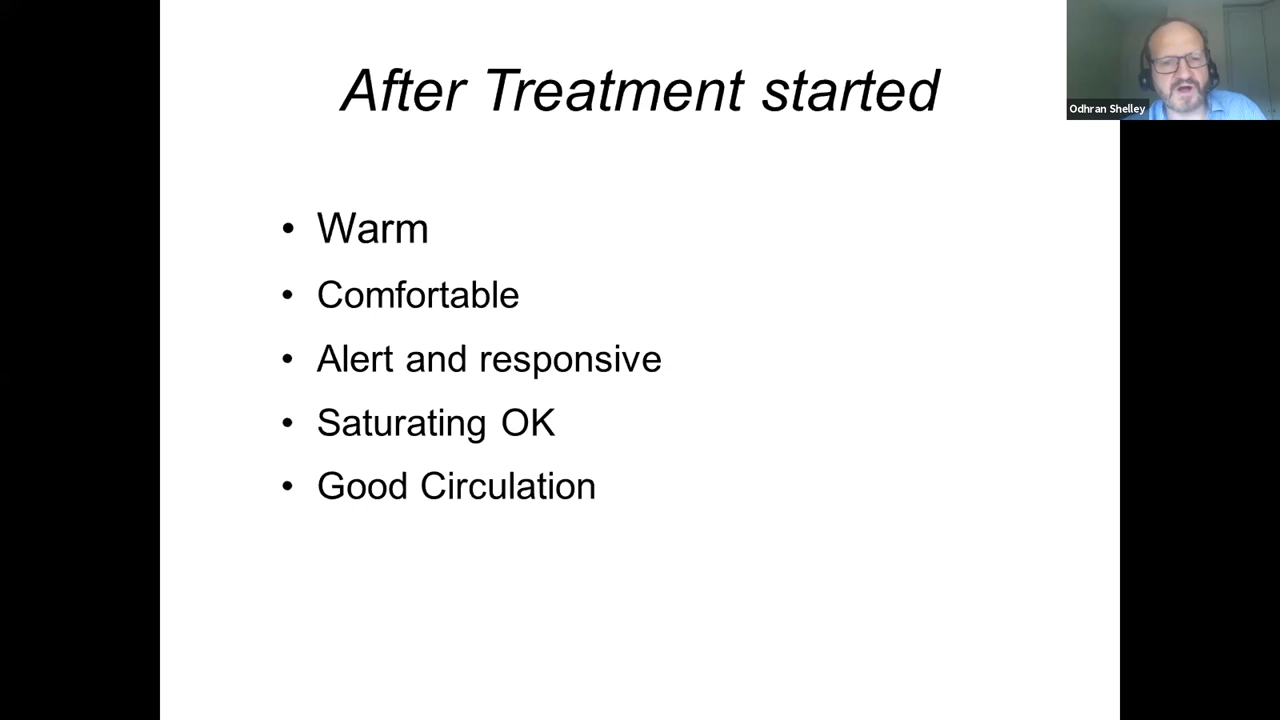 After Treatment started
Odhran Shelley
• Warm
• Comfortable
• Alert and responsive
• Saturating OK
• Good Circulation